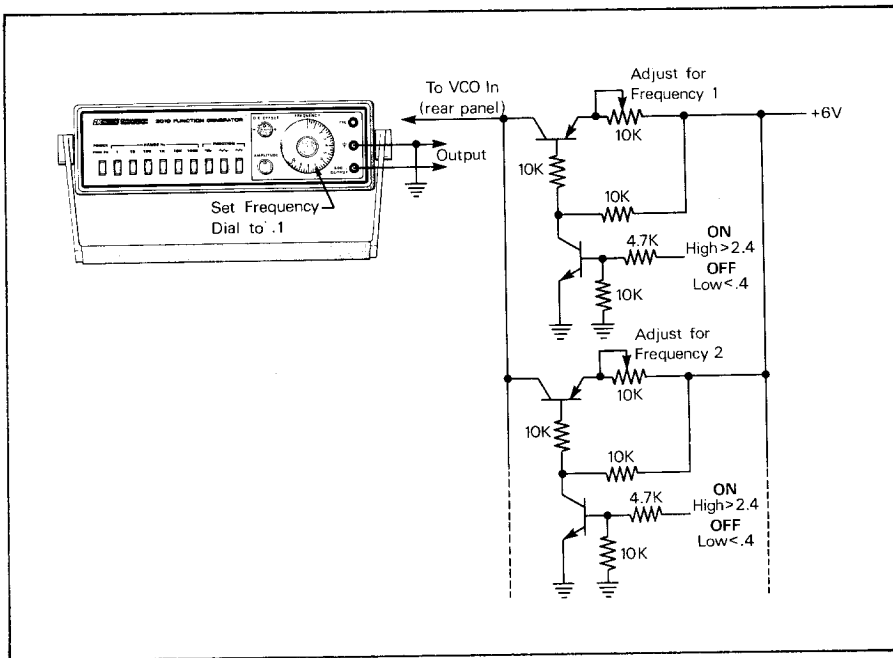 3010 FUNCTION GENERATOR
FREQUENCY
AMPLITUDE
POWER
To VCO In
(rear panel)
Output
Set Frequency
Dial to .1
Adjust for
Frequency 1
10K
+6V
10K
10K
ON
4.7K
High>2.4
OFF
Low<.4
10K
Adjust for
Frequency 2
10K
10K
10K
ON
4.7K
High>2.4
OFF
Low<.4
10K